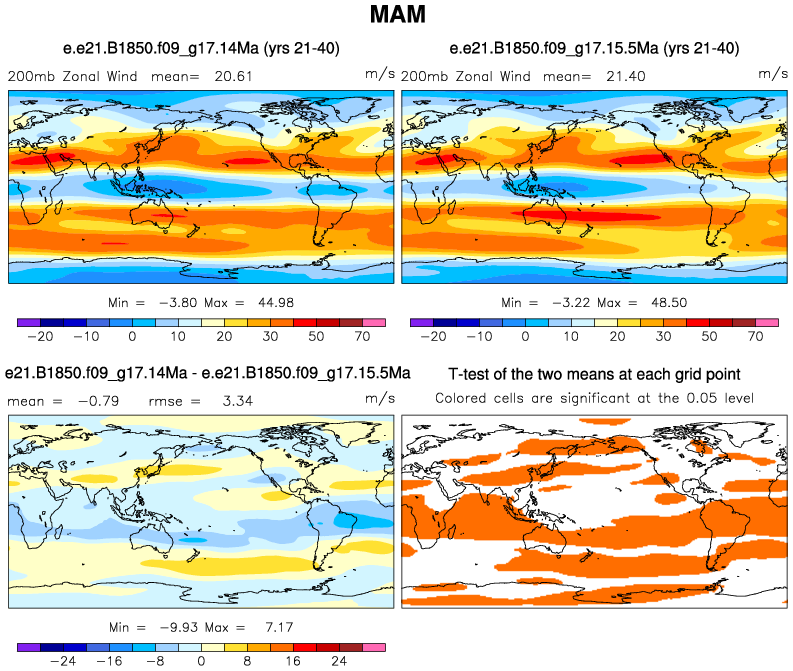 MAM
e.e21.B1850.f09_g17.14Ma (yrs 21-40)
200mb Zonal Wind mean= 20.61 m/s
Min = −3.80 Max = 44.98
−20 −10 0 10 20 30 50 70
e.e21.B1850.f09_g17.15.5Ma (yrs 21-40)
200mb Zonal Wind mean= 21.40 m/s
Min = −3.22 Max = 48.50
−20 −10 0 10 20 30 50 70
e21.B1850.f09_g17.14Ma - e.e21.B1850.f09_g17.15.5Ma
mean = −0.79 rmse = 3.34 m/s
Min = −9.93 Max = 7.17
−24 −16 −8 0 8 16 24
T-test of the two means at each grid point
Colored cells are significant at the 0.05 level